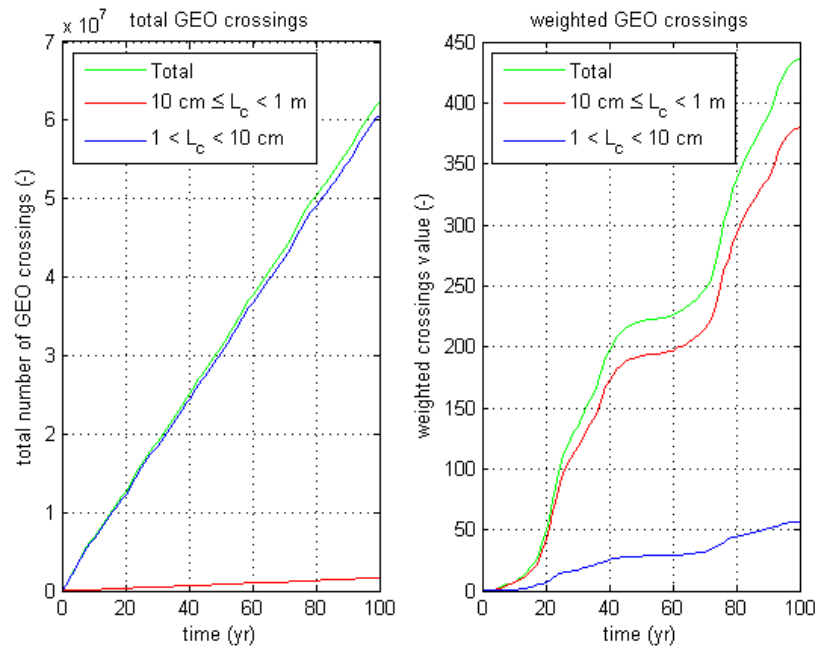 total GEO crossings
x 10^7
7
6
5
4
3
2
1
0
0 20 40 60 80 100
time (yr)
total number of GEO crossings (-)
Total
10 cm ≤ L_c < 1 m
1 < L_c < 10 cm
weighted GEO crossings
450
400
350
300
250
200
150
100
50
0
0 20 40 60 80 100
time (yr)
weighted crossings value (-)
Total
10 cm ≤ L_c < 1 m
1 < L_c < 10 cm